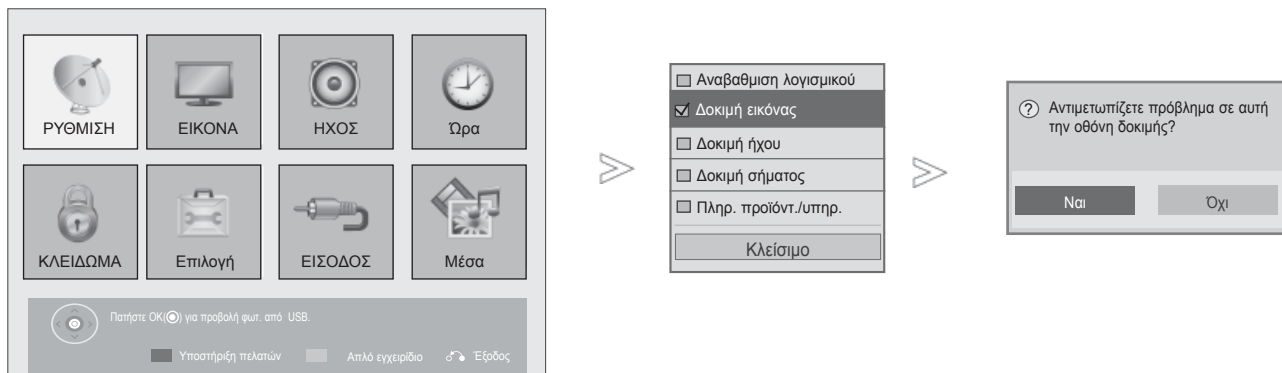 ΡΥΘΜΙΣΗ
ΕΙΚΟΝΑ
ΗΧΟΣ
Ώρα
ΚΛΕΙΔΩΜΑ
Επιλογή
ΕΙΣΟΔΟΣ
Μέσα
Πατήστε OK(◉) για προβολή φωτ. από USB.
Υποστήριξη πελατών
Απλό εγχειρίδιο
Έξοδος
Αναβαθμιση λογισμικού
Δοκιμή εικόνας
Δοκιμή ήχου
Δοκιμή σήματος
Πληρ. προϊόντ./υπηρ.
Κλείσιμο
Αντιμετωπίζετε πρόβλημα σε αυτή
την οθόνη δοκιμής?
Ναι
Όχι